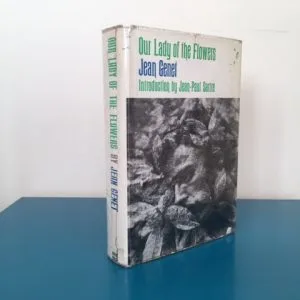 Our Lady of the Flowers
Jean Genet
Introduction by Jean-Paul Sartre
OUR LADY OF THE FLOWERS BY JEAN GENET